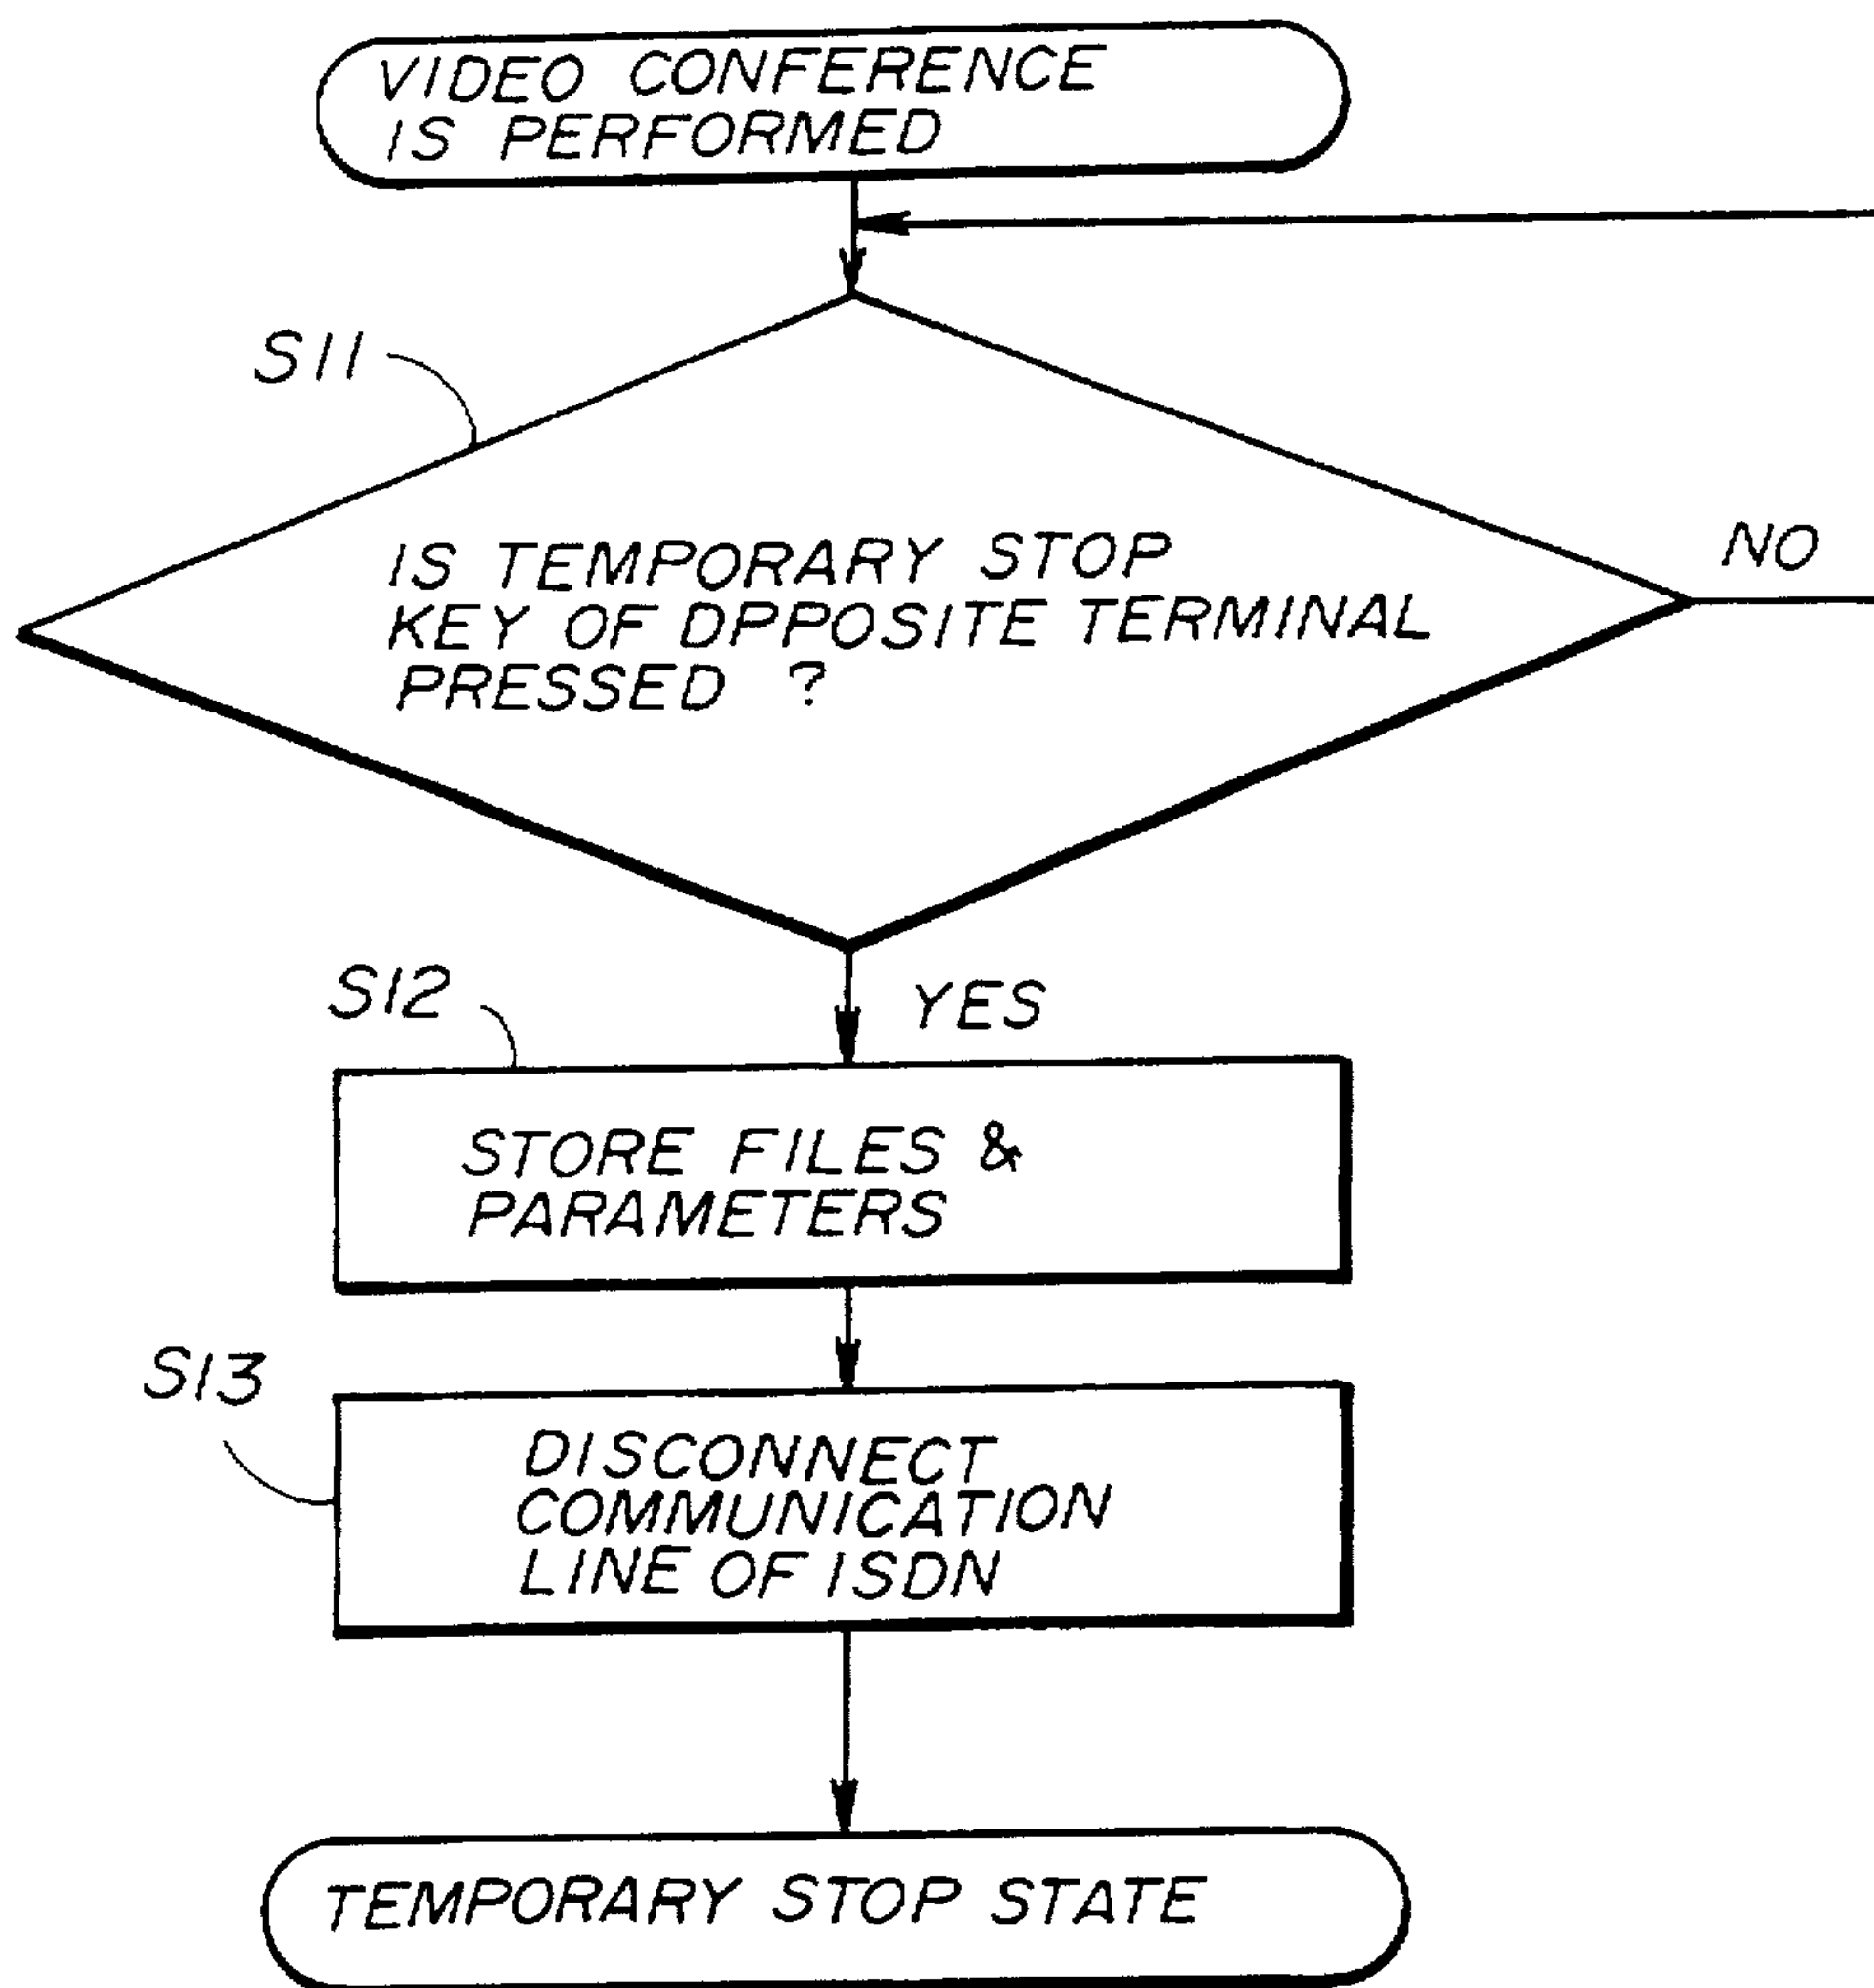 VIDEO CONFERENCE
IS PERFORMED
S11
IS TEMPORARY STOP
KEY OF DPPOSITE TERMINAL
PRESSED ?
NO
S12
YES
STORE FILES &
PARAMETERS
S13
DISCONNECT
COMMUNICATION
LINE OF ISDN
TEMPORARY STOP STATE